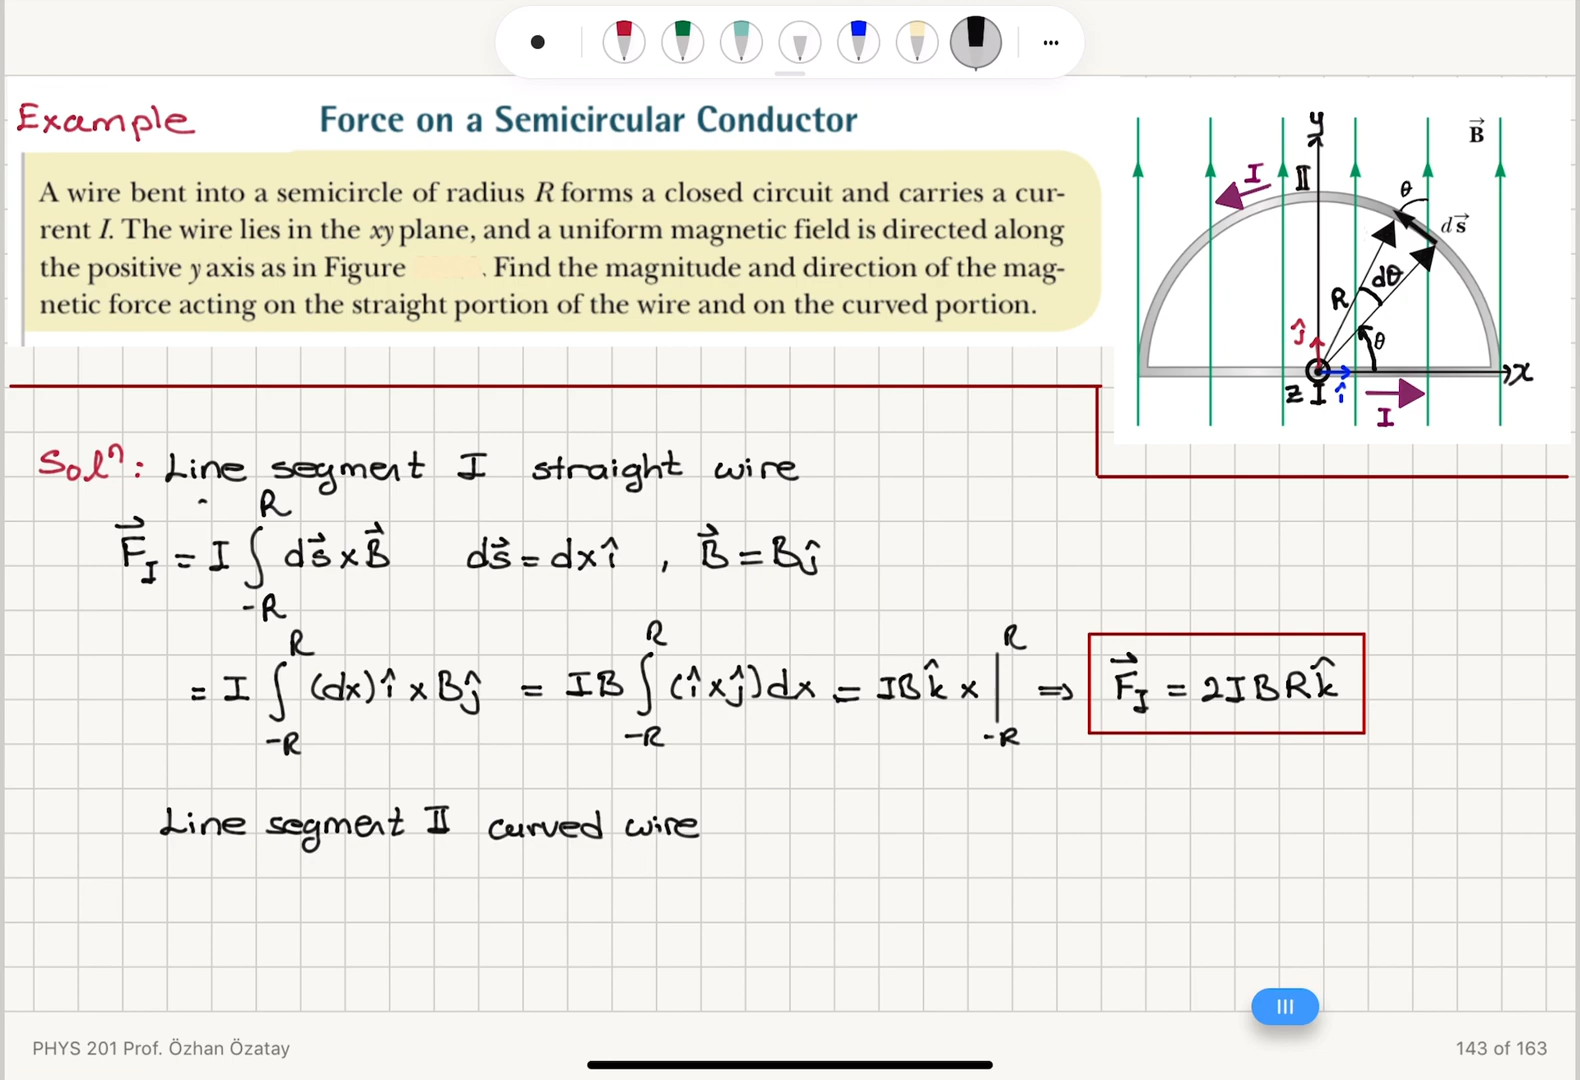 Example
Force on a Semicircular Conductor
A wire bent into a semicircle of radius R forms a closed circuit and carries a cur-
rent I. The wire lies in the xy plane, and a uniform magnetic field is directed along
the positive y axis as in Figure . Find the magnitude and direction of the mag-
netic force acting on the straight portion of the wire and on the curved portion.
y
B⃗
I
II
θ
ds⃗
R
dθ
ĵ
θ
z I î
x
I
Solⁿ: Line segment I straight wire
F⃗_I = I ∫_{-R}^{R} ds⃗ × B⃗   ds⃗ = dx î , B⃗ = B ĵ
= I ∫_{-R}^{R} (dx) î × B ĵ = IB ∫_{-R}^{R} (î × ĵ) dx = IB k̂ x |_{-R}^{R} ⇒ F⃗_I = 2IBR k̂
Line segment II curved wire
PHYS 201 Prof. Özhan Özatay
143 of 163